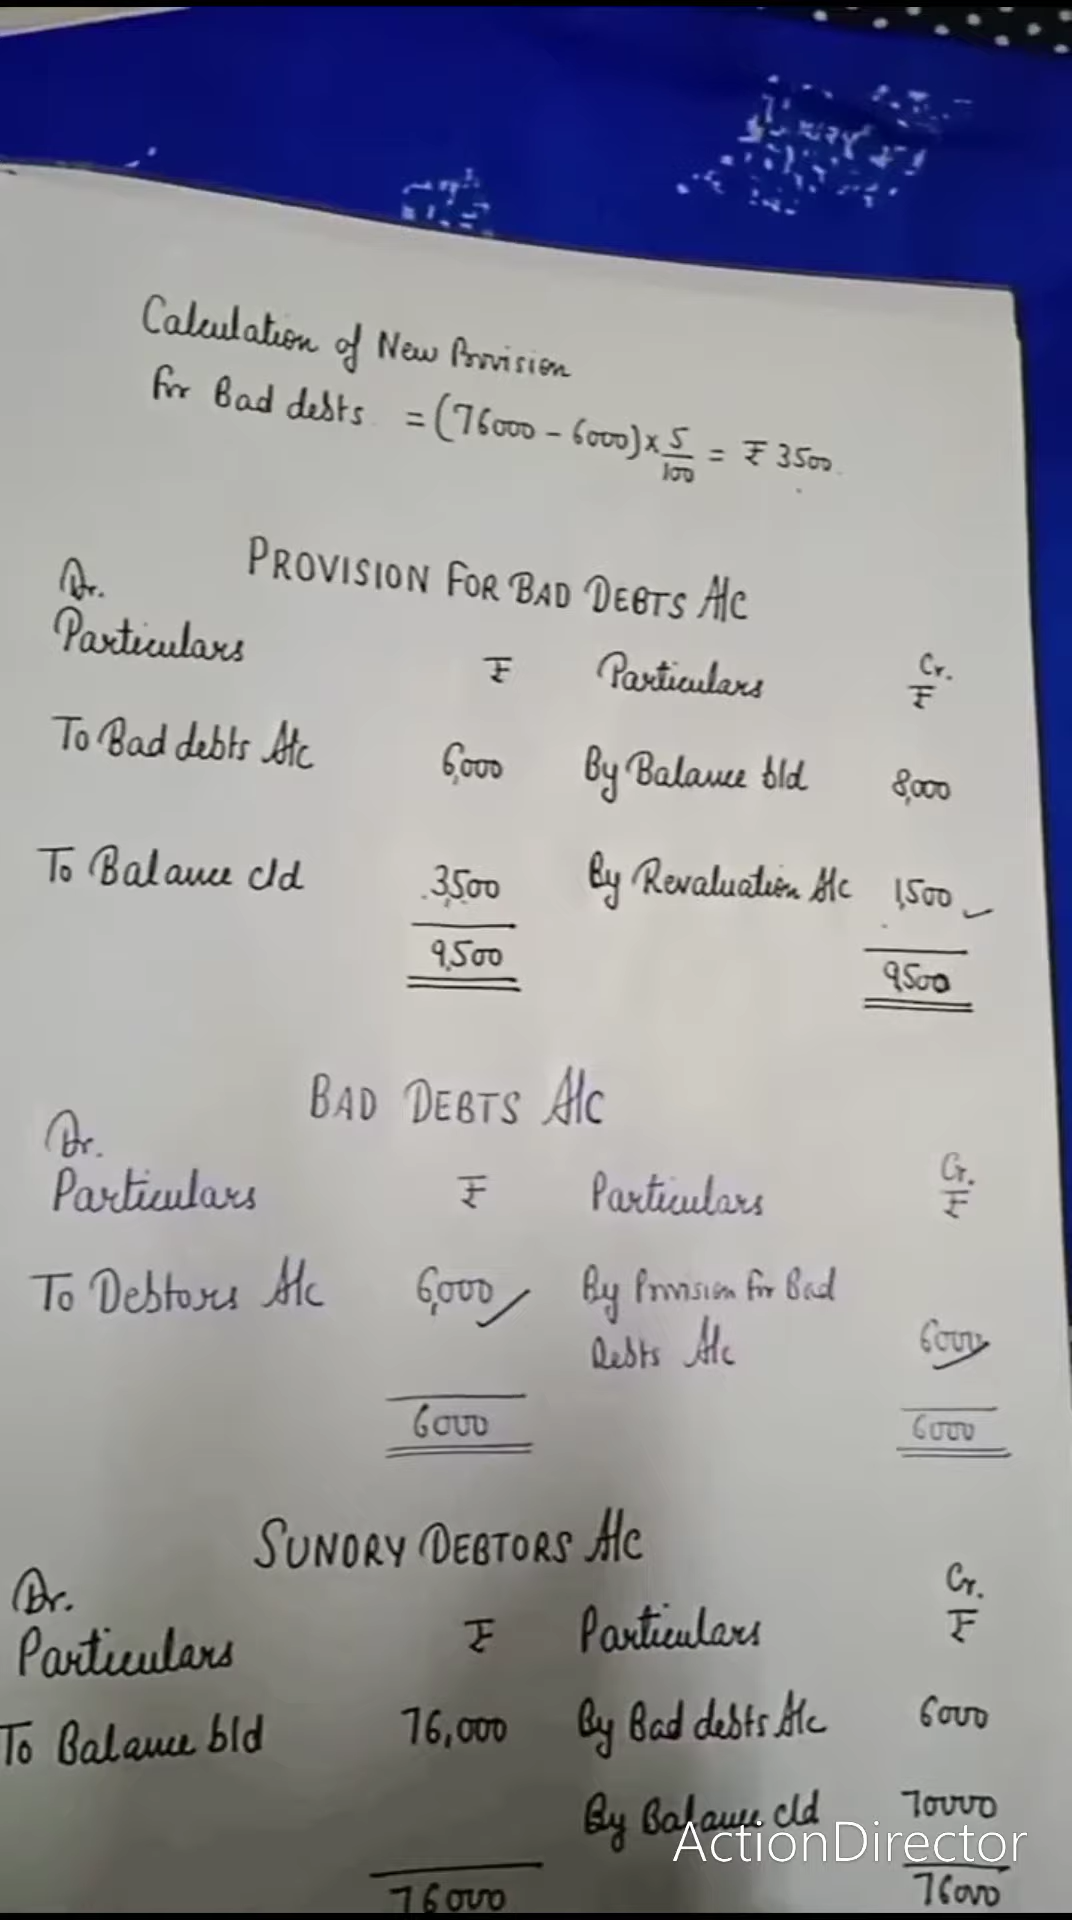 Calculation of New Provision
for Bad debts = (76000 - 6000) x 5/100 = ₹ 3500.
PROVISION FOR BAD DEBTS A/c
Dr.
Cr.
Particulars ₹ Particulars ₹
To Bad debts A/c 6,000 By Balance b/d 8,000
To Balance c/d 3,500 By Revaluation A/c 1,500
9,500 9,500
BAD DEBTS A/c
Dr.
Cr.
Particulars ₹ Particulars ₹
To Debtors A/c 6,000 By Provision for Bad
Debts A/c 6000
6000 6000
SUNDRY DEBTORS A/c
Dr.
Cr.
Particulars ₹ Particulars ₹
To Balance b/d 76,000 By Bad debts A/c 6000
By Balance c/d 70000
ActionDirector
76000 76000